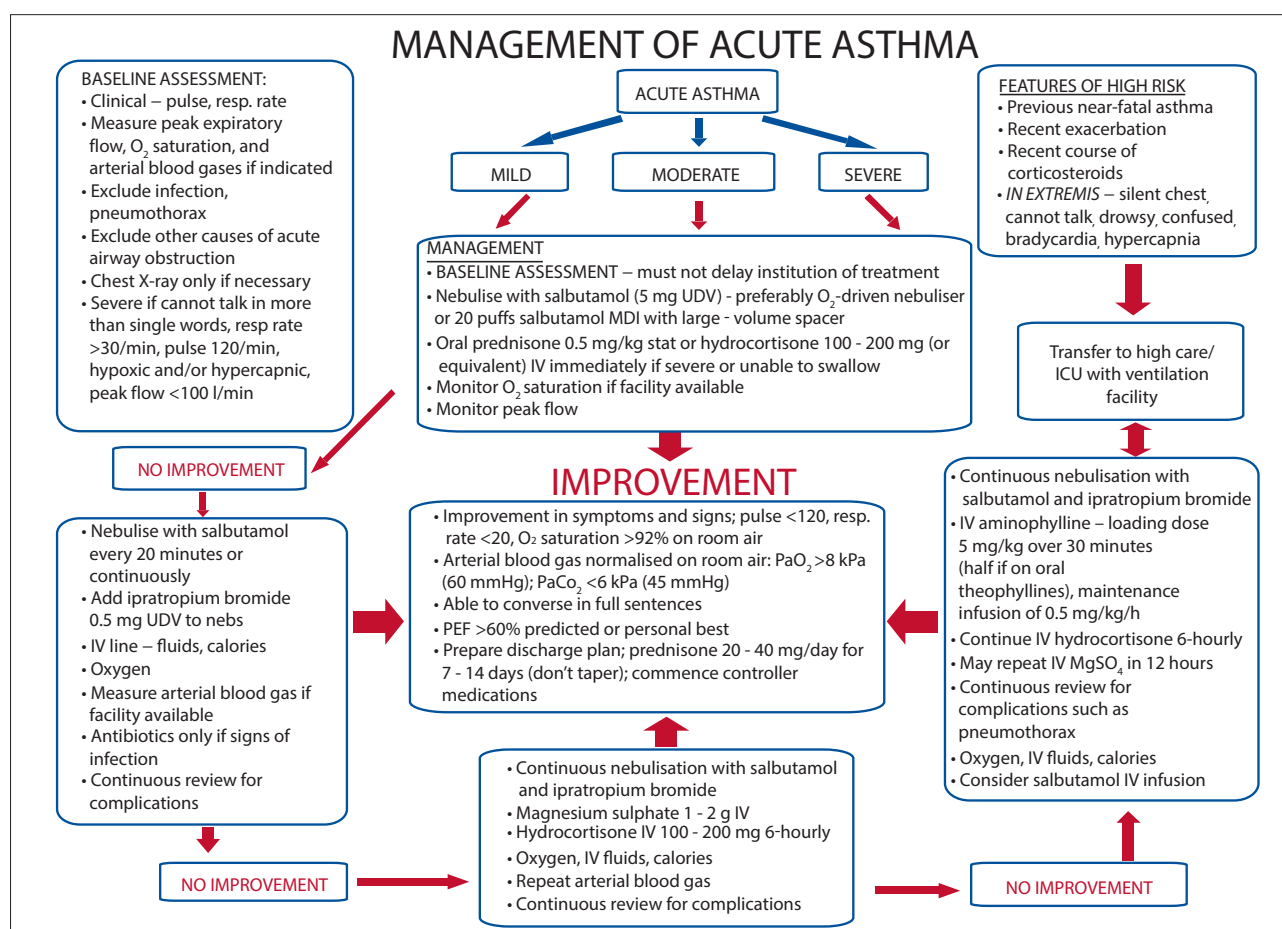 MANAGEMENT OF ACUTE ASTHMA
BASELINE ASSESSMENT:
• Clinical – pulse, resp. rate
• Measure peak expiratory
flow, O₂ saturation, and
arterial blood gases if indicated
• Exclude infection,
pneumothorax
• Exclude other causes of acute
airway obstruction
• Chest X-ray only if necessary
• Severe if cannot talk in more
than single words, resp rate
>30/min, pulse 120/min,
hypoxic and/or hypercapnic,
peak flow <100 l/min
ACUTE ASTHMA
MILD
MODERATE
SEVERE
FEATURES OF HIGH RISK
• Previous near-fatal asthma
• Recent exacerbation
• Recent course of
corticosteroids
• IN EXTREMIS – silent chest,
cannot talk, drowsy, confused,
bradycardia, hypercapnia
MANAGEMENT
• BASELINE ASSESSMENT – must not delay institution of treatment
• Nebulise with salbutamol (5 mg UDV) - preferably O₂-driven nebuliser
or 20 puffs salbutamol MDI with large - volume spacer
• Oral prednisone 0.5 mg/kg stat or hydrocortisone 100 - 200 mg (or
equivalent) IV immediately if severe or unable to swallow
• Monitor O₂ saturation if facility available
• Monitor peak flow
Transfer to high care/
ICU with ventilation
facility
NO IMPROVEMENT
IMPROVEMENT
• Nebulise with salbutamol
every 20 minutes or
continuously
• Add ipratropium bromide
0.5 mg UDV to nebs
• IV line – fluids, calories
• Oxygen
• Measure arterial blood gas if
facility available
• Antibiotics only if signs of
infection
• Continuous review for
complications
• Improvement in symptoms and signs; pulse <120, resp.
rate <20, O₂ saturation >92% on room air
• Arterial blood gas normalised on room air: PaO₂ >8 kPa
(60 mmHg); PaCo₂ <6 kPa (45 mmHg)
• Able to converse in full sentences
• PEF >60% predicted or personal best
• Prepare discharge plan; prednisone 20 - 40 mg/day for
7 - 14 days (don't taper); commence controller
medications
• Continuous nebulisation with
salbutamol and ipratropium bromide
• IV aminophylline – loading dose
5 mg/kg over 30 minutes
(half if on oral
theophyllines), maintenance
infusion of 0.5 mg/kg/h
• Continue IV hydrocortisone 6-hourly
• May repeat IV MgSO₄ in 12 hours
• Continuous review for
complications such as
pneumothorax
• Oxygen, IV fluids, calories
• Consider salbutamol IV infusion
NO IMPROVEMENT
• Continuous nebulisation with salbutamol
and ipratropium bromide
• Magnesium sulphate 1 - 2 g IV
• Hydrocortisone IV 100 - 200 mg 6-hourly
• Oxygen, IV fluids, calories
• Repeat arterial blood gas
• Continuous review for complications
NO IMPROVEMENT